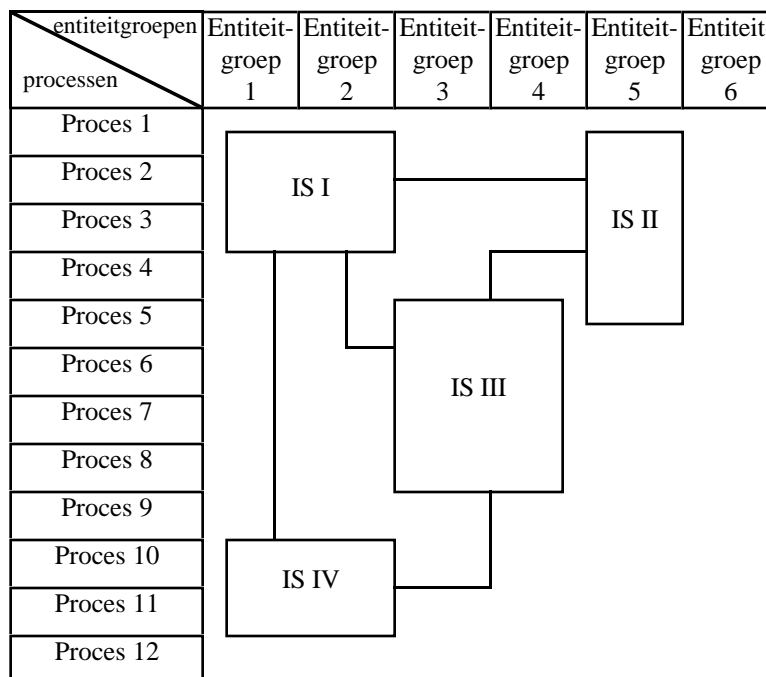 entiteitgroepen
processen
Entiteit-
groep
1
Entiteit-
groep
2
Entiteit-
groep
3
Entiteit-
groep
4
Entiteit-
groep
5
Entiteit
groep
6
Proces 1
Proces 2
Proces 3
Proces 4
Proces 5
Proces 6
Proces 7
Proces 8
Proces 9
Proces 10
Proces 11
Proces 12
IS I
IS II
IS III
IS IV